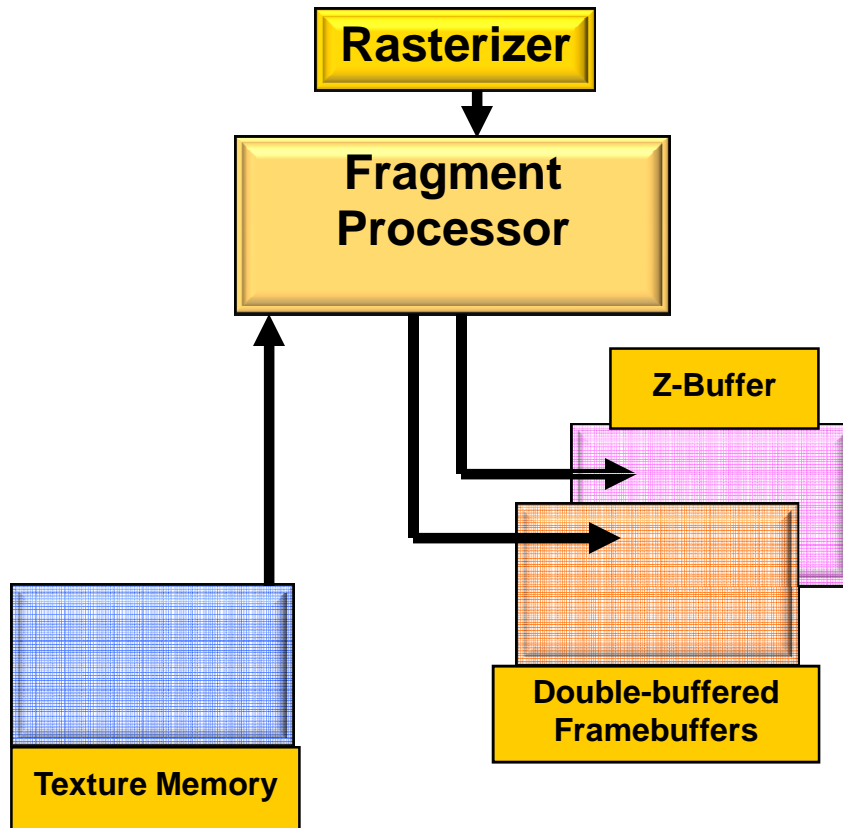 Rasterizer
Fragment
Processor
Z-Buffer
Double-buffered
Framebuffers
Texture Memory